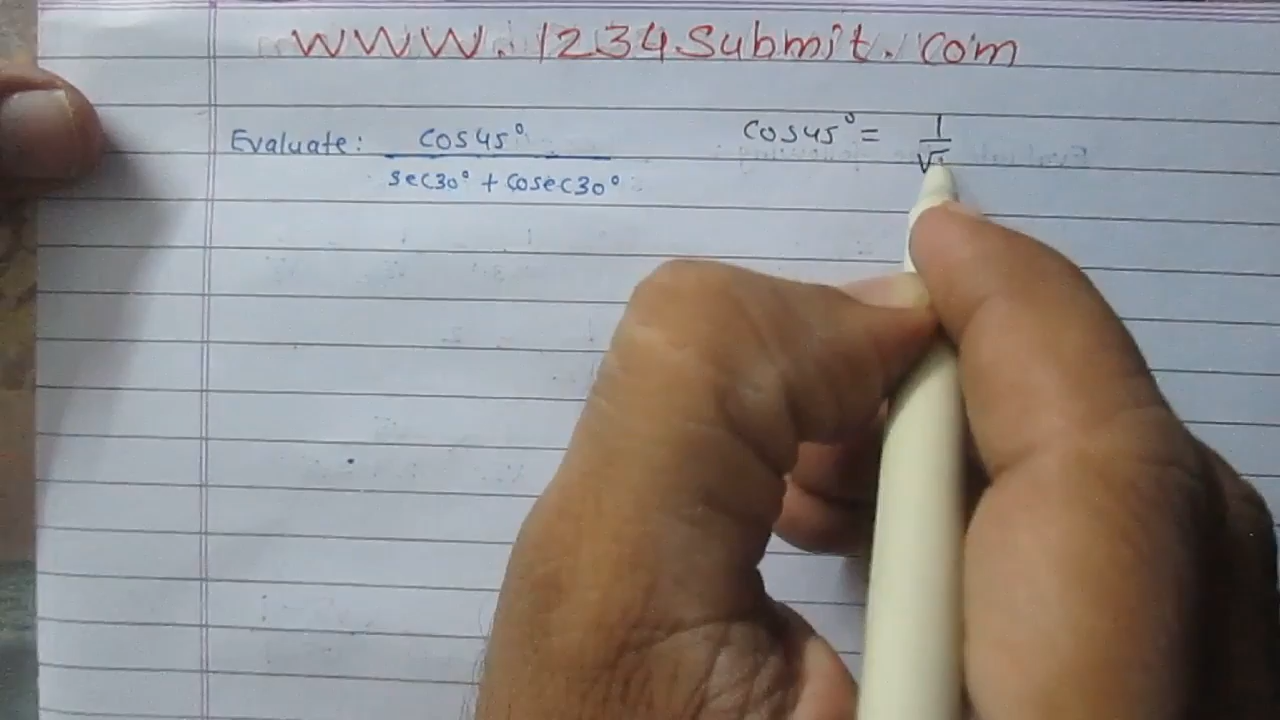 www.1234Submit.com
Evaluate: cos45° / sec30° + cosec30°
cos45° = 1/√